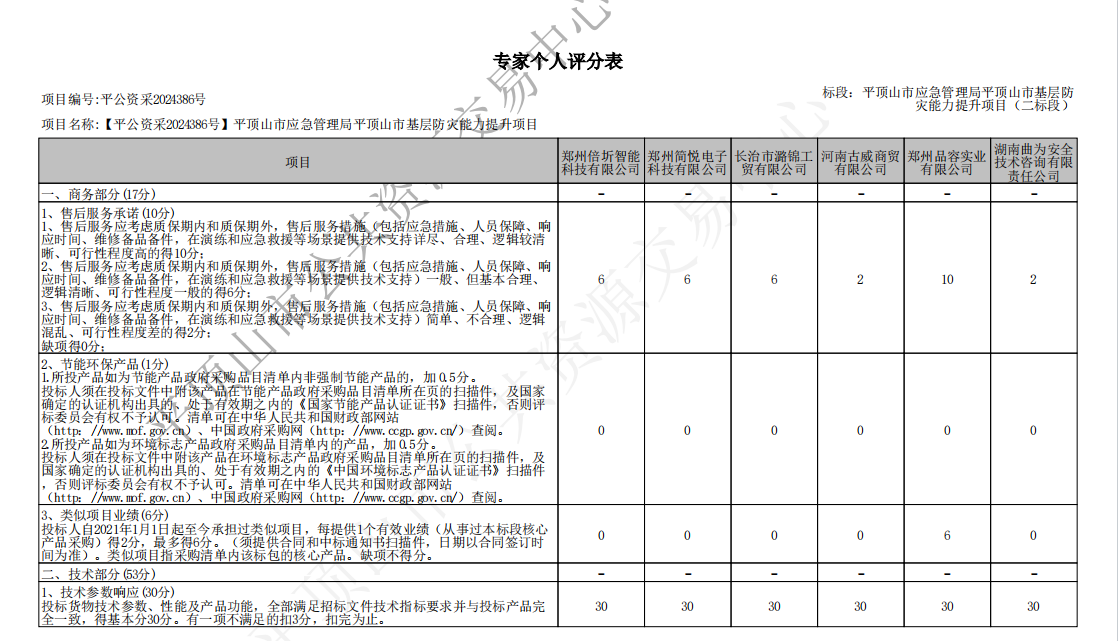 专家个人评分表
项目编号:平公资采2024386号
标段：平顶山市应急管理局平顶山市基层防
灾能力提升项目（二标段）
项目名称:【平公资采2024386号】平顶山市应急管理局平顶山市基层防灾能力提升项目
项目
郑州倍圻智能
科技有限公司
郑州简悦电子
科技有限公司
长治市潞锦工
贸有限公司
河南古威商贸
有限公司
郑州品容实业
有限公司
湖南曲为安全
技术咨询有限
责任公司
一、商务部分(17分) - - - - - -
1、售后服务承诺(10分)
1、售后服务应考虑质保期内和质保期外，售后服务措施（包括应急措施、人员保障、响
应时间、维修备品备件，在演练和应急救援等场景提供技术支持详尽、合理、逻辑较清
晰、可行性程度高的得10分；
2、售后服务应考虑质保期内和质保期外，售后服务措施（包括应急措施、人员保障、响
应时间、维修备品备件，在演练和应急救援等场景提供技术支持）一般、但基本合理、
逻辑清晰、可行性程度一般的得6分；
3、售后服务应考虑质保期内和质保期外，售后服务措施（包括应急措施、人员保障、响
应时间、维修备品备件，在演练和应急救援等场景提供技术支持）简单、不合理、逻辑
混乱、可行性程度差的得2分；
缺项得0分；
6 6 6 2 10 2
2、节能环保产品(1分)
1.所投产品如为节能产品政府采购品目清单内非强制节能产品的，加0.5分。
投标人须在投标文件中附该产品在节能产品政府采购品目清单所在页的扫描件，及国家
确定的认证机构出具的、处于有效期之内的《国家节能产品认证证书》扫描件，否则评
标委员会有权不予认可。清单可在中华人民共和国财政部网站
（http：//www.mof.gov.cn）、中国政府采购网（http：//www.ccgp.gov.cn/）查阅。
2.所投产品如为环境标志产品政府采购品目清单内的产品，加0.5分。
投标人须在投标文件中附该产品在环境标志产品政府采购品目清单所在页的扫描件，及
国家确定的认证机构出具的、处于有效期之内的《中国环境标志产品认证证书》扫描件
，否则评标委员会有权不予认可。清单可在中华人民共和国财政部网站
（http：//www.mof.gov.cn）、中国政府采购网（http：//www.ccgp.gov.cn/）查阅。
0 0 0 0 0 0
3、类似项目业绩(6分)
投标人自2021年1月1日起至今承担过类似项目，每提供1个有效业绩（从事过本标段核心
产品采购）得2分，最多得6分。（须提供合同和中标通知书扫描件，日期以合同签订时
间为准）。类似项目指采购清单内该标包的核心产品。缺项不得分。
0 0 0 0 6 0
二、技术部分(53分) - - - - - -
1、技术参数响应(30分)
投标货物技术参数、性能及产品功能，全部满足招标文件技术指标要求并与投标产品完
全一致，得基本分30分。有一项不满足的扣3分，扣完为止。
30 30 30 30 30 30
平顶山市公共资源交易中心
平顶山市公共资源交易中心